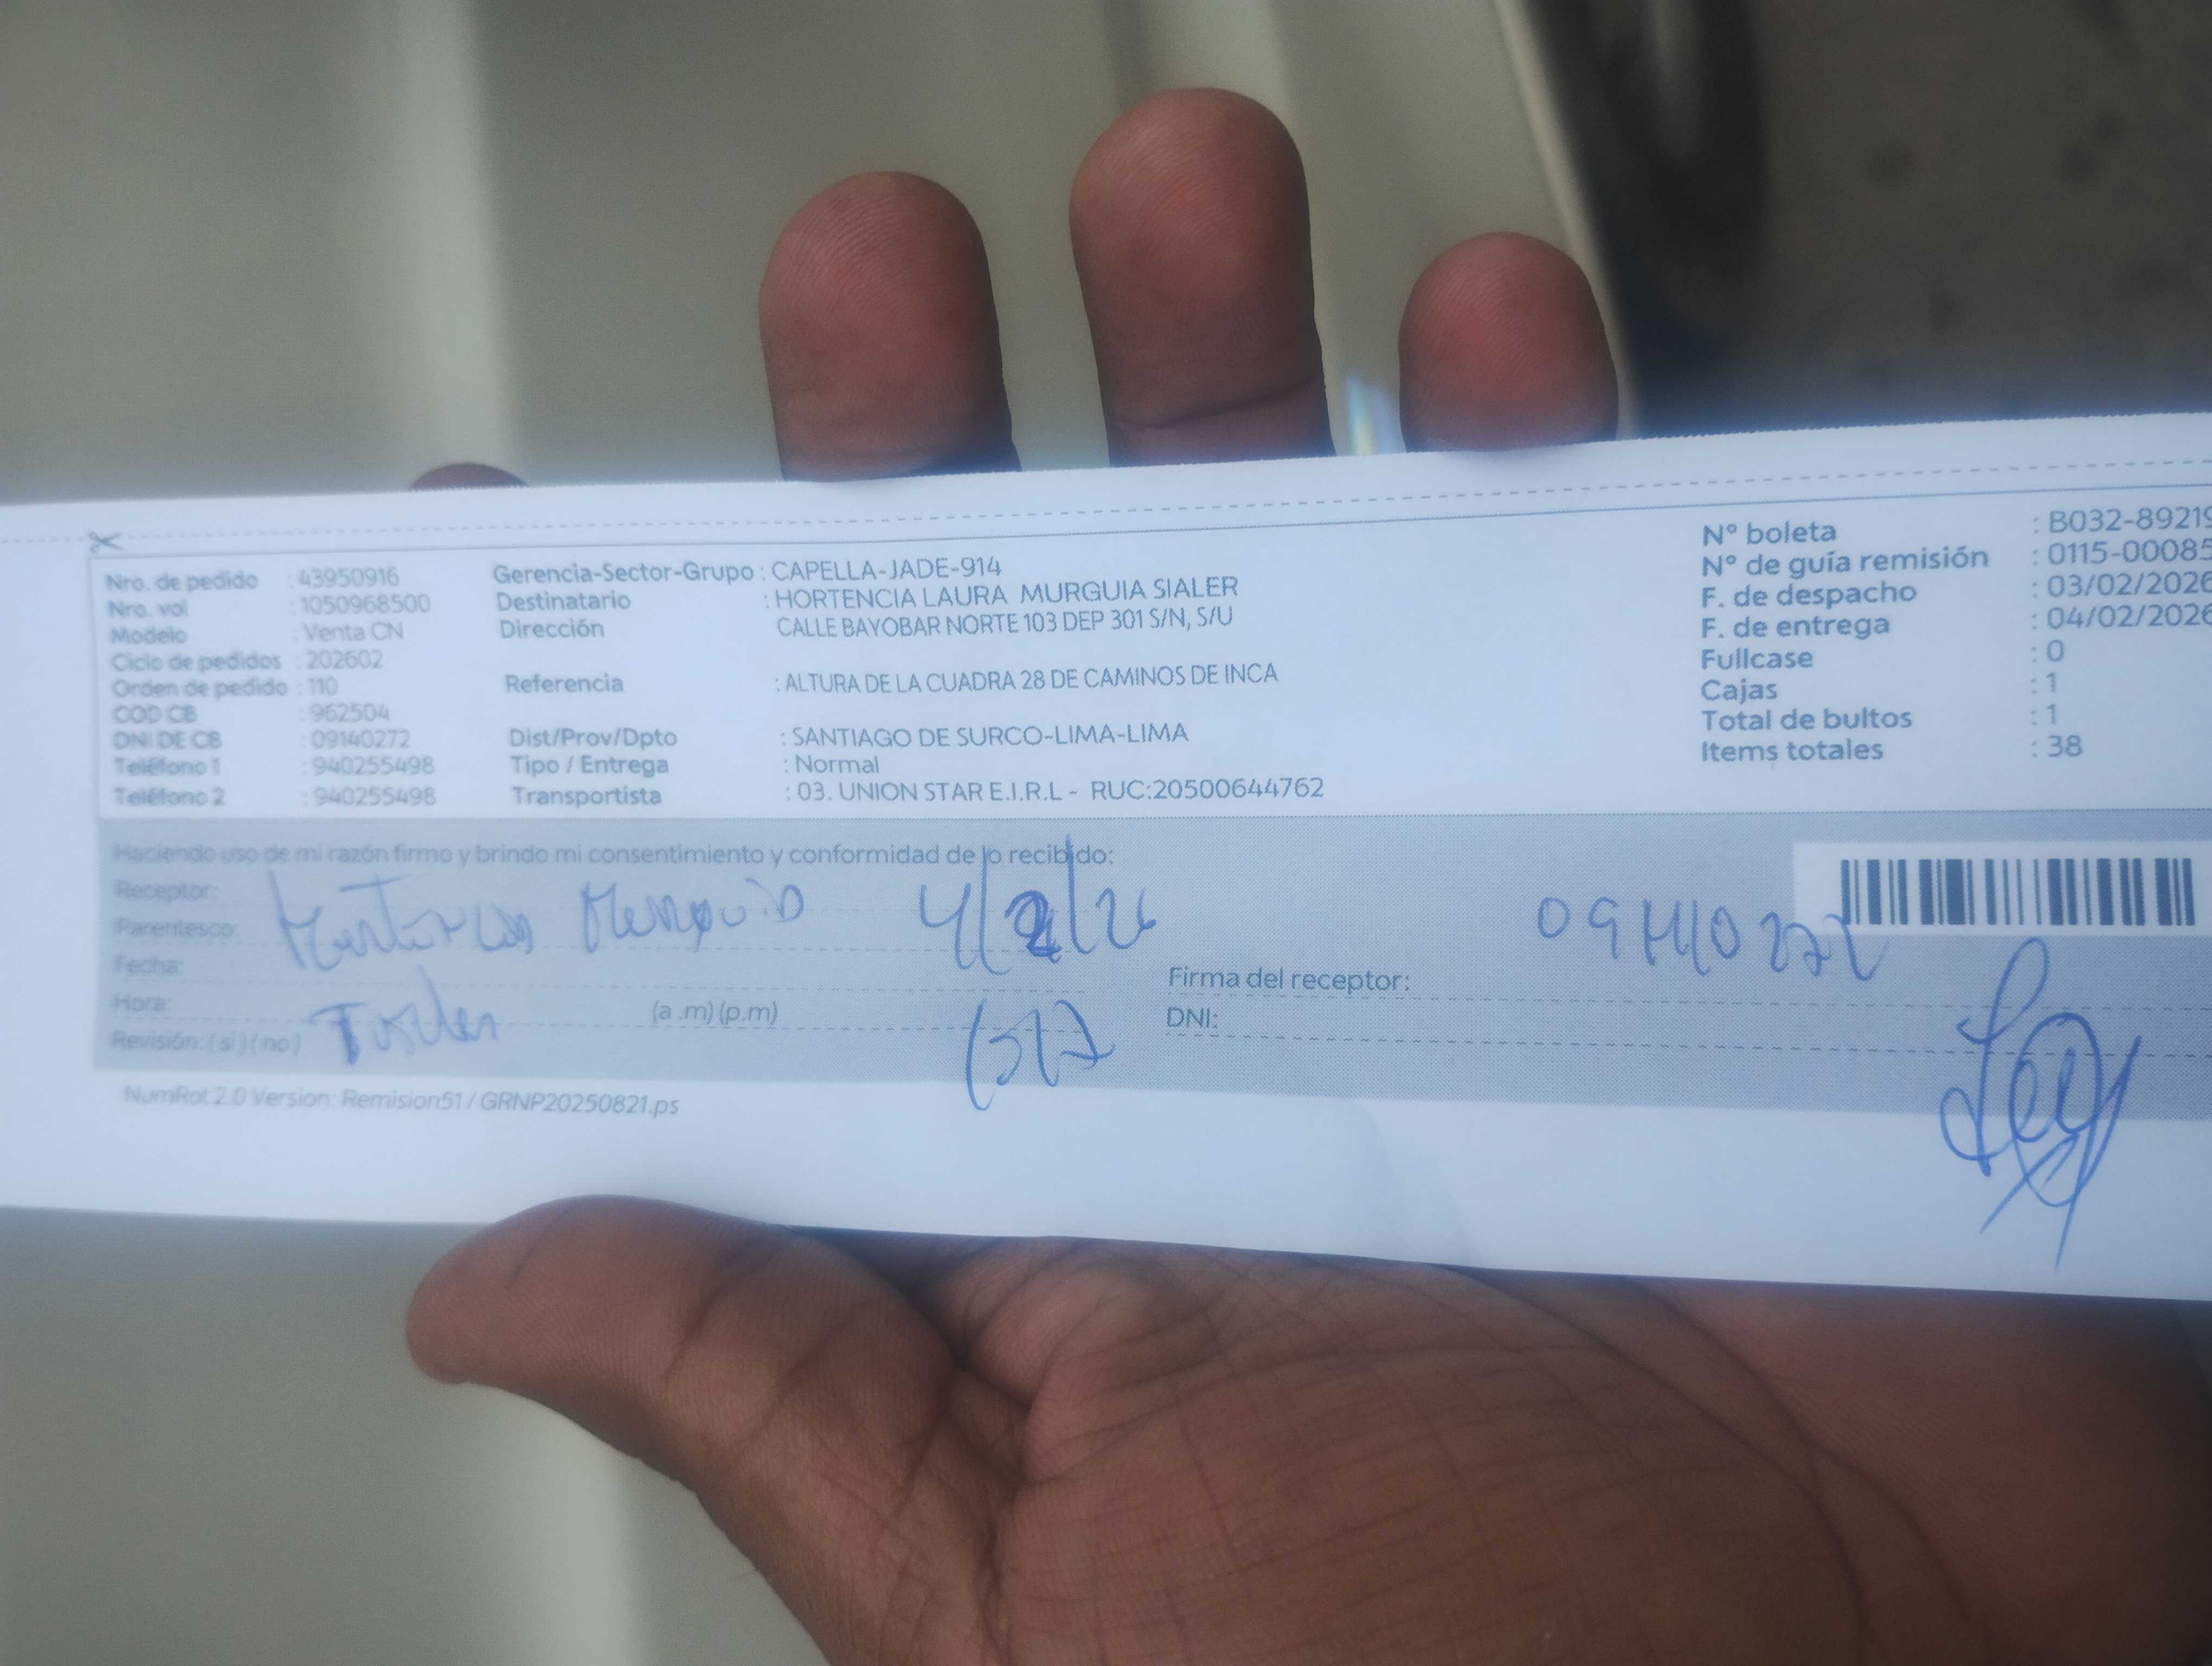 Nro. de pedido : 43950916
Nro. vol : 1050968500
Modelo : Venta CN
Ciclo de pedidos : 202602
Orden de pedido : 110
COD CB : 962504
DNI DE CB : 09140272
Teléfono 1 : 940255498
Teléfono 2 : 940255498
Gerencia-Sector-Grupo : CAPELLA-JADE-914
Destinatario : HORTENCIA LAURA MURGUIA SIALER
Dirección CALLE BAYOBAR NORTE 103 DEP 301 S/N, S/U
Referencia : ALTURA DE LA CUADRA 28 DE CAMINOS DE INCA
Dist/Prov/Dpto : SANTIAGO DE SURCO-LIMA-LIMA
Tipo / Entrega : Normal
Transportista : 03. UNION STAR E.I.R.L - RUC:20500644762
N° boleta : B032-89219
N° de guía remisión : 0115-00085
F. de despacho : 03/02/2026
F. de entrega : 04/02/2026
Fullcase : 0
Cajas : 1
Total de bultos : 1
Items totales : 38
Haciendo uso de mi razón firmo y brindo mi consentimiento y conformidad de lo recibido:
Receptor:
Parentesco: 4/2/26 09140272
Fecha:
Firma del receptor:
Hora: (a .m) (p.m)
DNI:
Revisión: ( si ) ( no )
NumRot 2.0 Version: Remision51 / GRNP20250821.ps